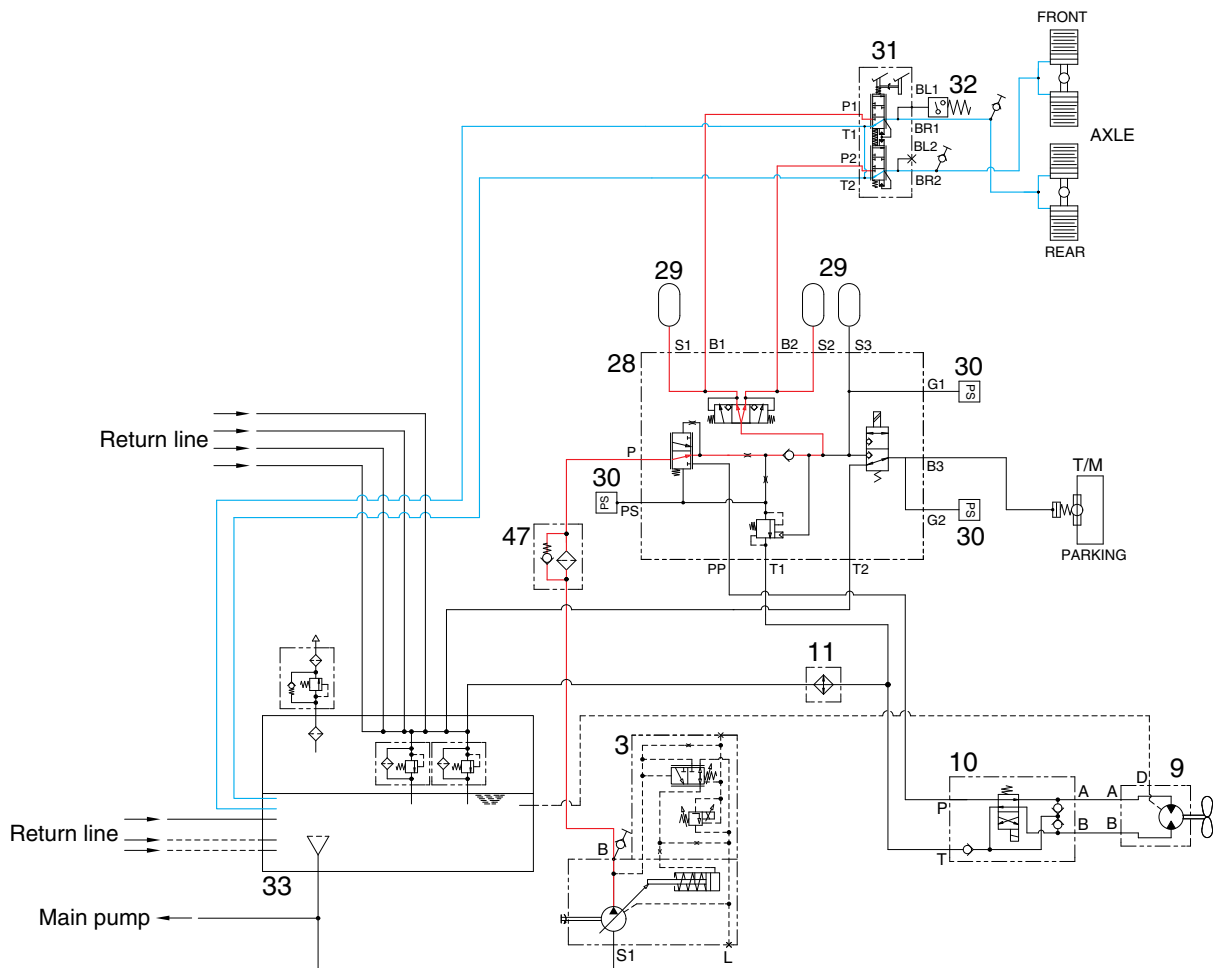 FRONT
31
BL1
32
P1
T1
BR1
BL2
P2
T2
BR2
AXLE
REAR
29
29
S1
B1
B2
S2
S3
28
30
G1
PS
Return line
P
B3
T/M
30
PS
PS
G2
PS
30
PARKING
47
PP
T1
T2
11
3
10
D
9
P
A
A
B
B
T
Return line
B
33
Main pump
S1
L